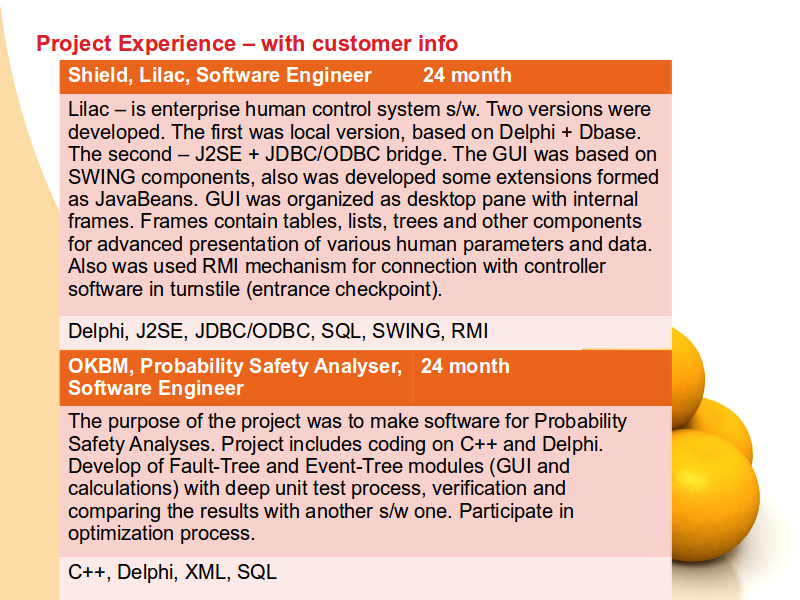 Project Experience – with customer info
Shield, Lilac, Software Engineer 24 month
Lilac – is enterprise human control system s/w. Two versions were
developed. The first was local version, based on Delphi + Dbase.
The second – J2SE + JDBC/ODBC bridge. The GUI was based on
SWING components, also was developed some extensions formed
as JavaBeans. GUI was organized as desktop pane with internal
frames. Frames contain tables, lists, trees and other components
for advanced presentation of various human parameters and data.
Also was used RMI mechanism for connection with controller
software in turnstile (entrance checkpoint).
Delphi, J2SE, JDBC/ODBC, SQL, SWING, RMI
OKBM, Probability Safety Analyser, 24 month
Software Engineer
The purpose of the project was to make software for Probability
Safety Analyses. Project includes coding on C++ and Delphi.
Develop of Fault-Tree and Event-Tree modules (GUI and
calculations) with deep unit test process, verification and
comparing the results with another s/w one. Participate in
optimization process.
C++, Delphi, XML, SQL